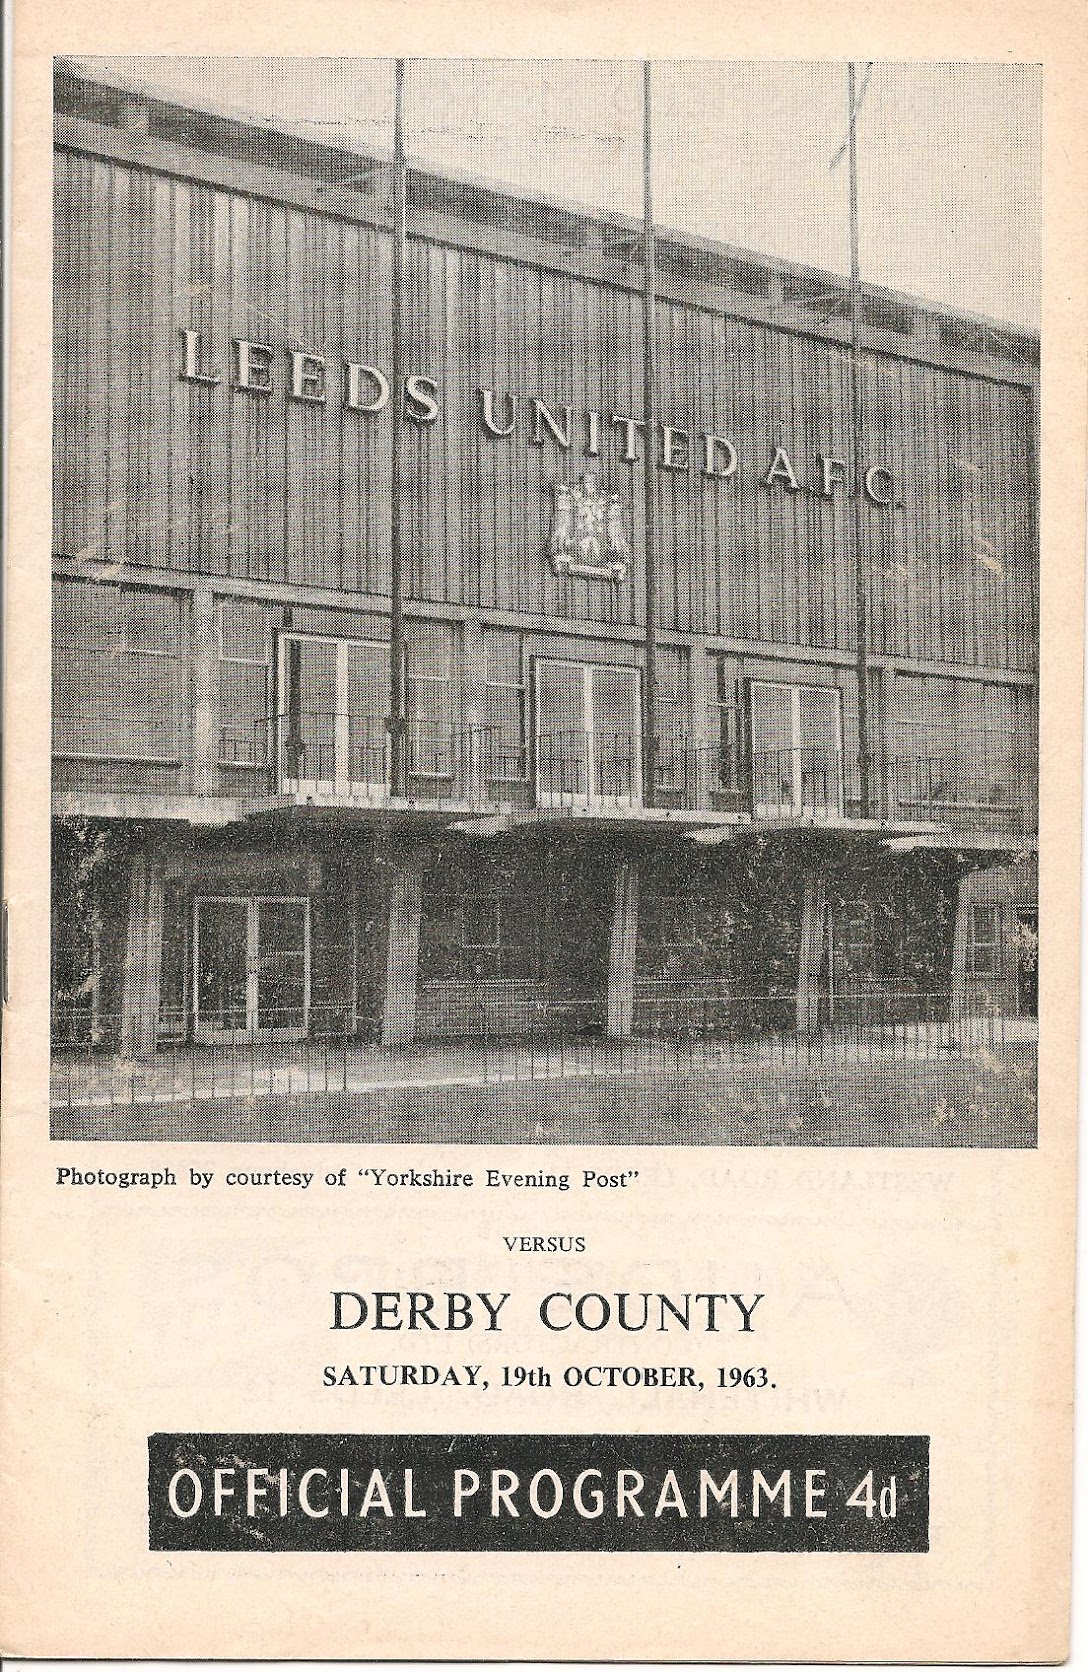 LEEDS UNITED A.F.C.
Photograph by courtesy of "Yorkshire Evening Post"
VERSUS
DERBY COUNTY
SATURDAY, 19th OCTOBER, 1963.
OFFICIAL PROGRAMME 4d